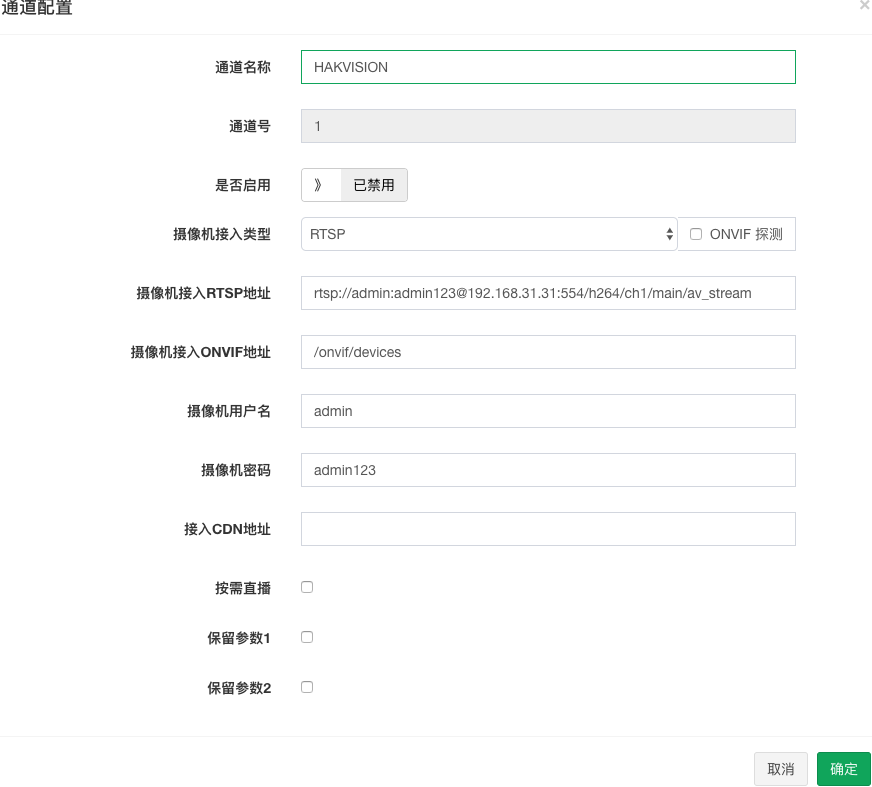 通道配置 ×
通道名称 HAKVISION
通道号 1
是否启用 》 已禁用
摄像机接入类型 RTSP ONVIF 探测
摄像机接入RTSP地址 rtsp://admin:admin123@192.168.31.31:554/h264/ch1/main/av_stream
摄像机接入ONVIF地址 /onvif/devices
摄像机用户名 admin
摄像机密码 admin123
接入CDN地址
按需直播
保留参数1
保留参数2
取消 确定